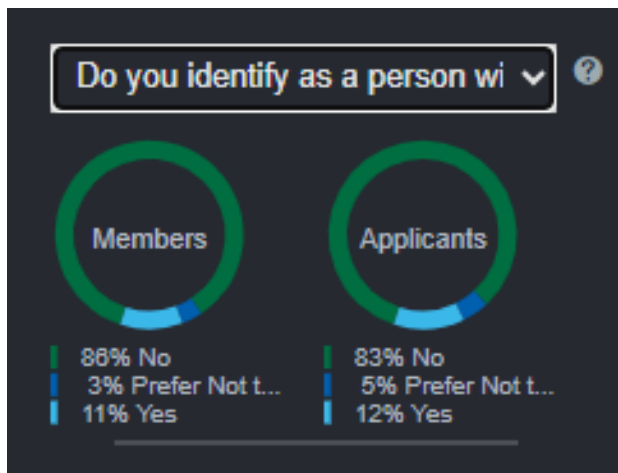 Do you identify as a person wi
?
Members
Applicants
86% No
3% Prefer Not t...
11% Yes
83% No
5% Prefer Not t...
12% Yes